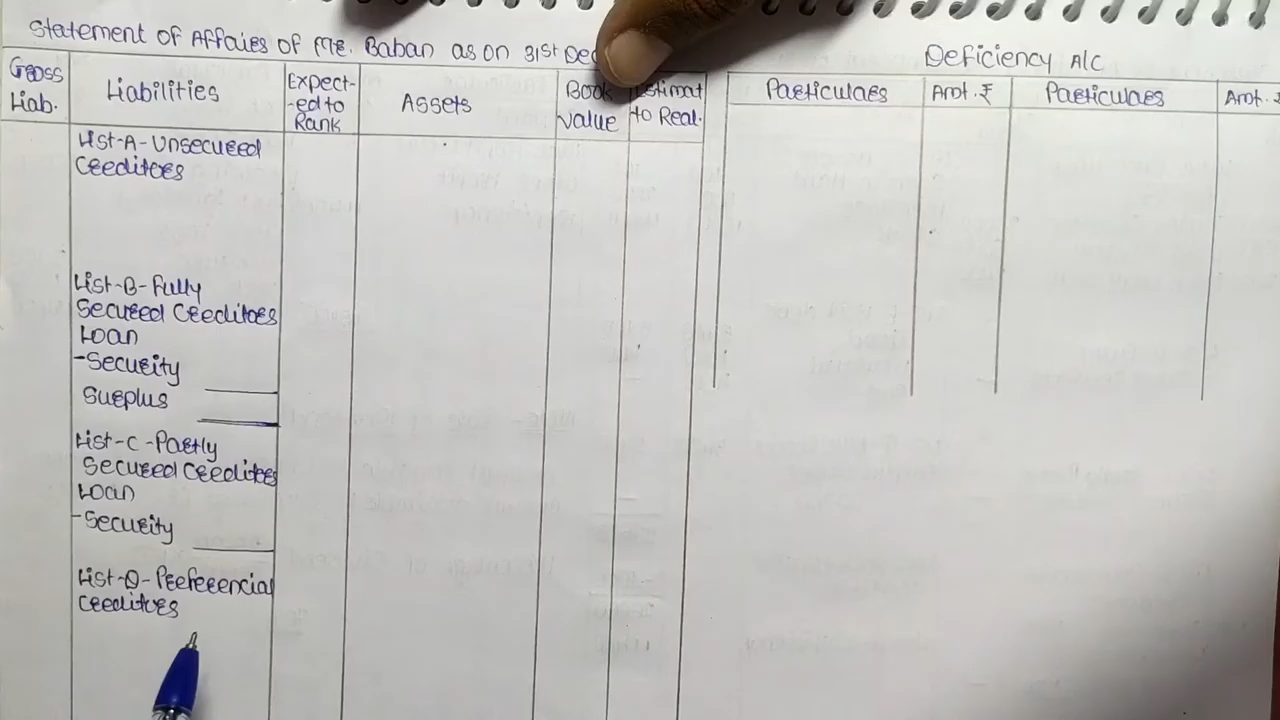 Statement of Affairs of Mr. Baban as on 31st Dec
Deficiency A/c
Gross Liab.
Liabilities
Expect-
-ed to
Rank
Assets
Book
Value
Estimat
to Real.
Particulars
Amt. ₹
Particulars
Amt. ₹
List-A-Unsecured
Creditors
List-B-Fully
Secured Creditors
Loan
-Security
Surplus
List-C-Partly
Secured Creditors
Loan
-Security
List-D-Preferencial
Creditors